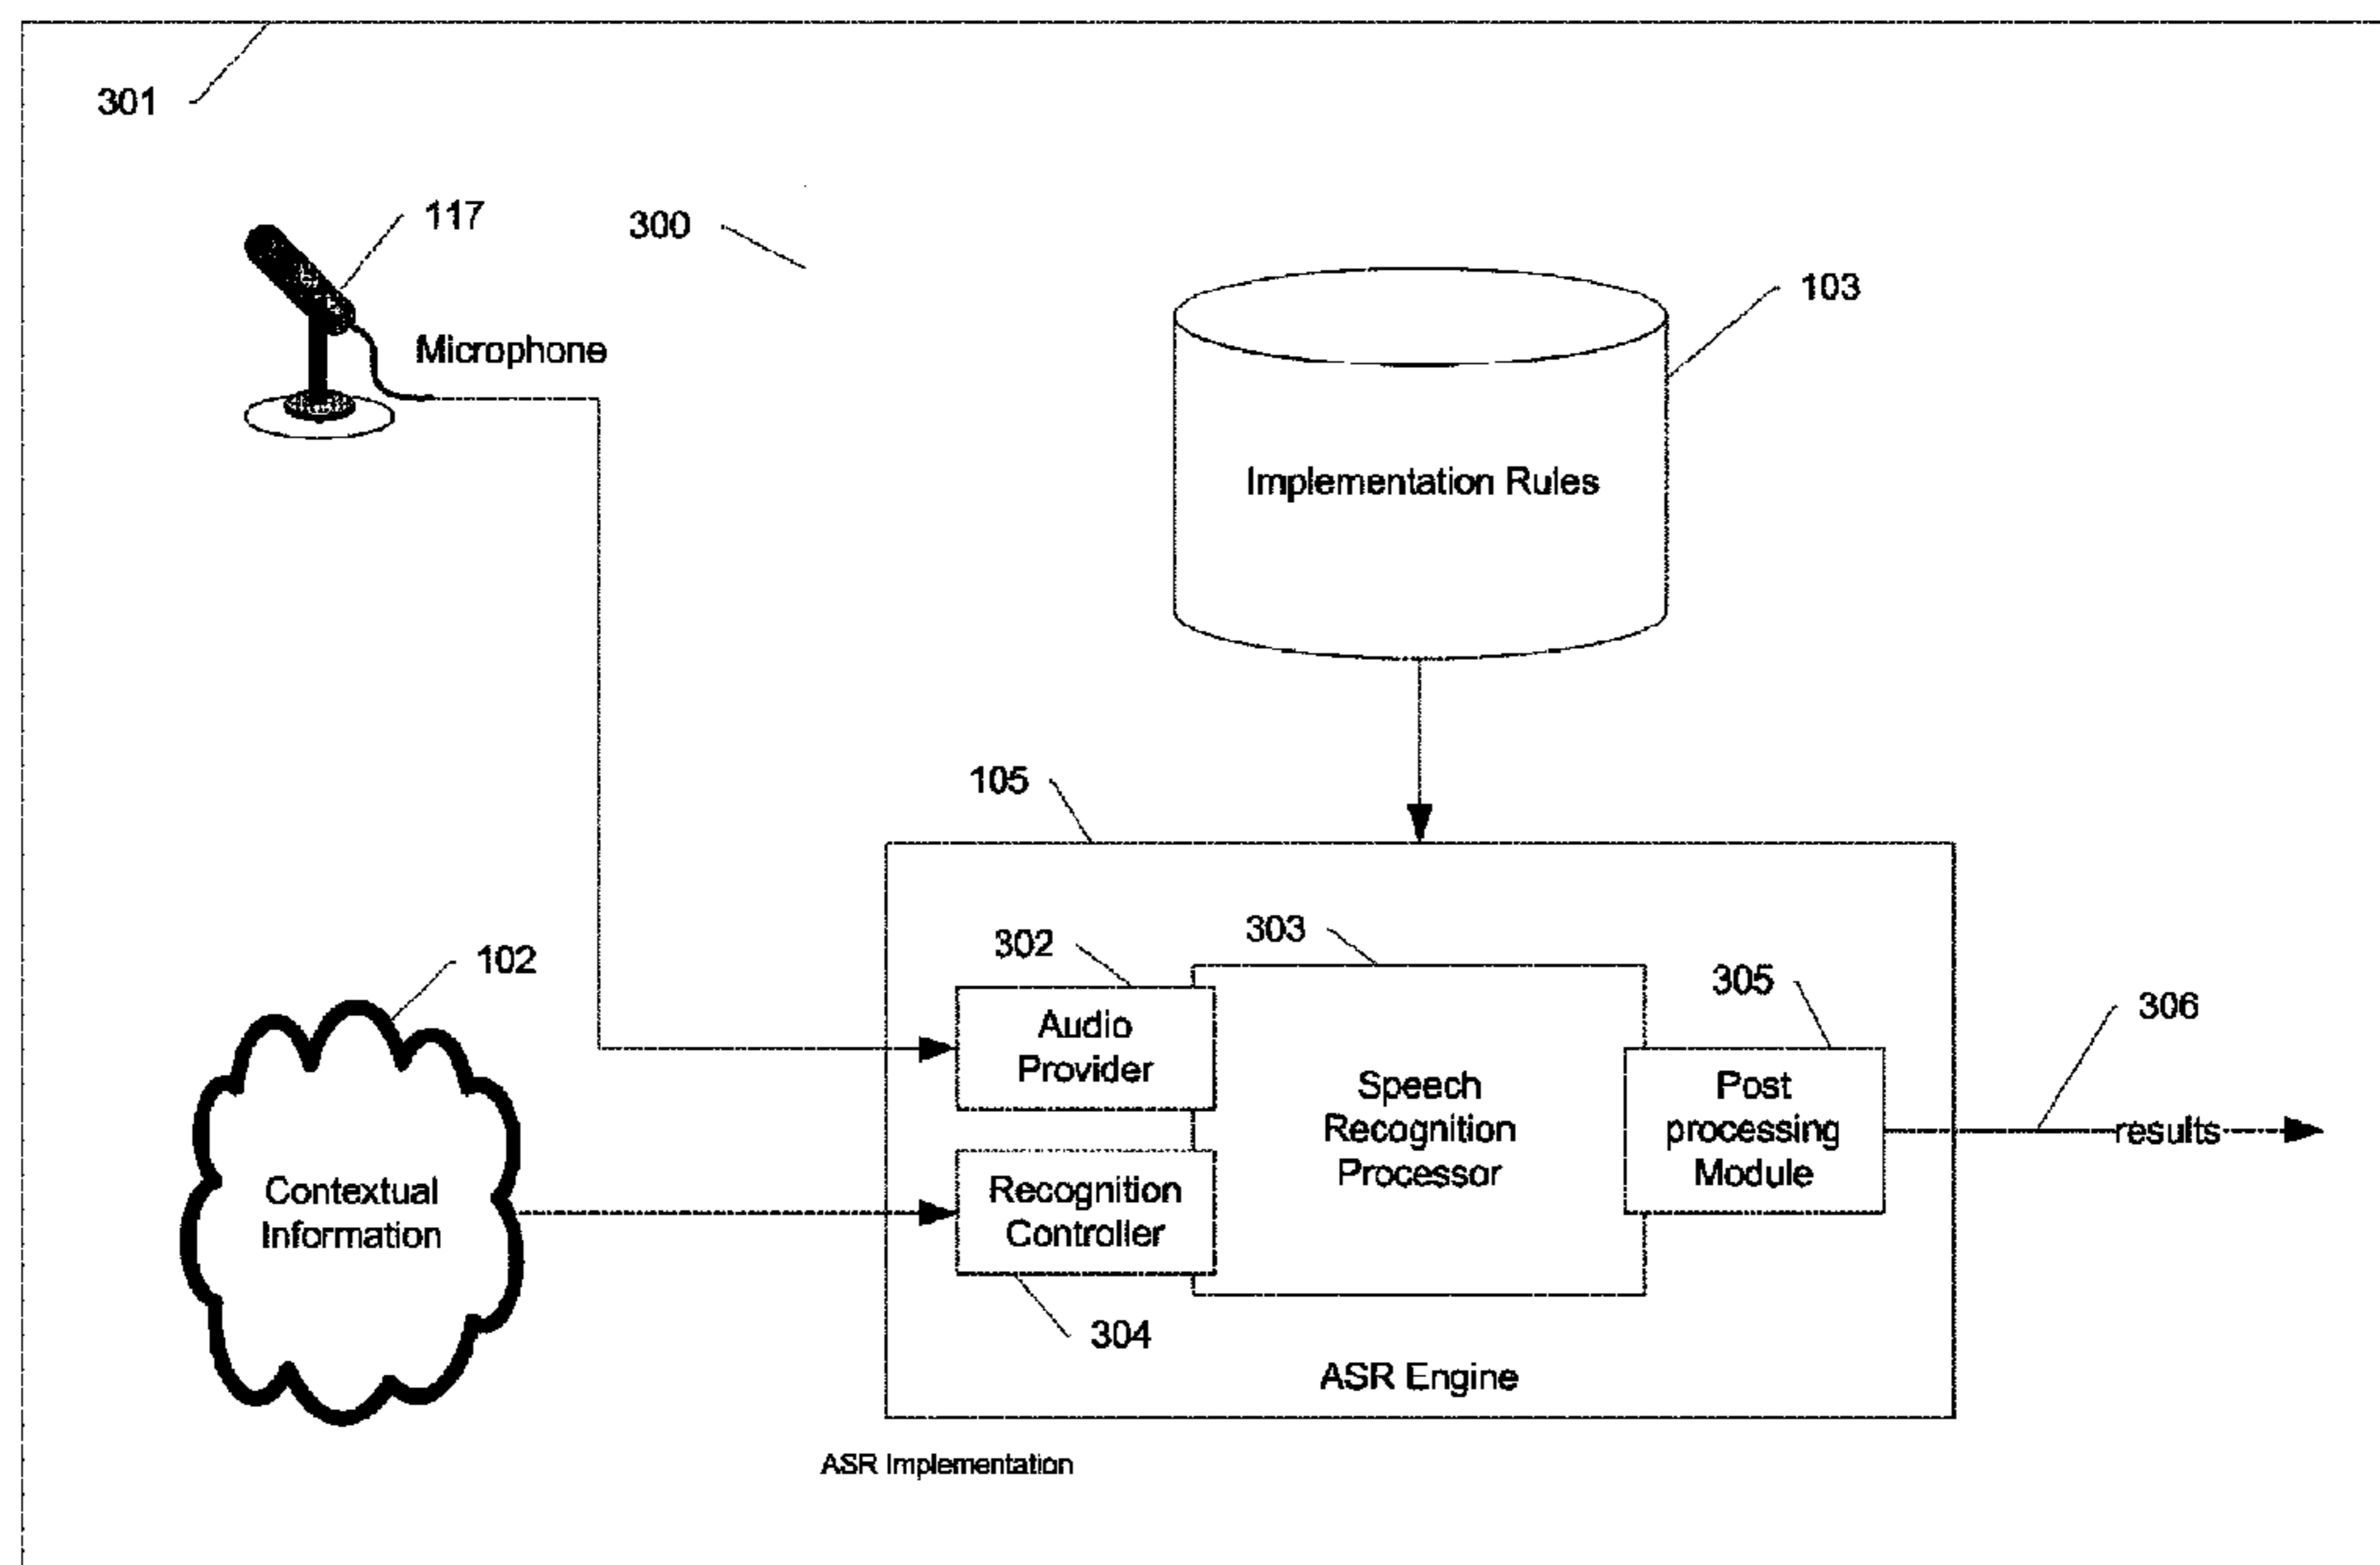 301
117
300
103
Microphone
Implementation Rules
105
302
303
102
305
306
Audio
Provider
Speech
Recognition
Processor
Post
processing
Module
results
Contextual
Information
Recognition
Controller
304
ASR Engine
ASR Implementation